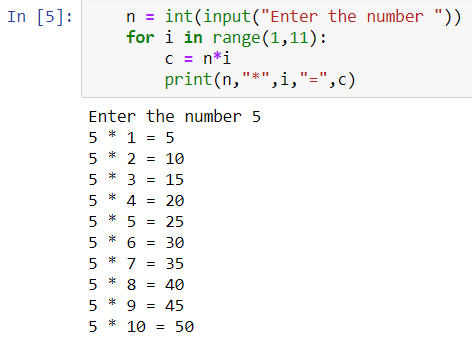 In [5]: n = int(input("Enter the number "))
for i in range(1,11):
c = n*i
print(n,"*",i,"=",c)
Enter the number 5
5 * 1 = 5
5 * 2 = 10
5 * 3 = 15
5 * 4 = 20
5 * 5 = 25
5 * 6 = 30
5 * 7 = 35
5 * 8 = 40
5 * 9 = 45
5 * 10 = 50